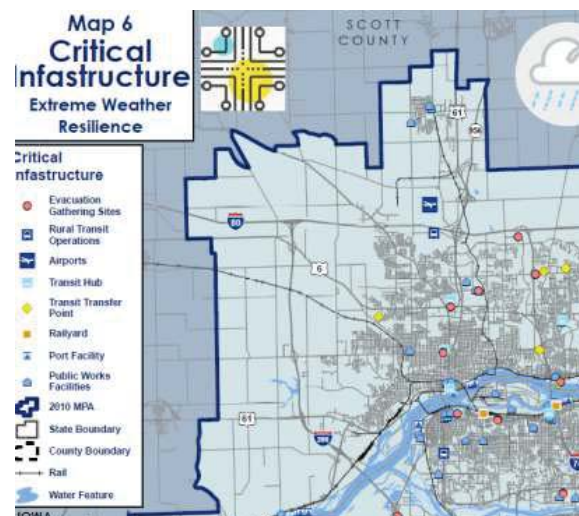 Map 6
Critical
Infastructure
Extreme Weather
Resilience
SCOTT
COUNTY
Critical
nfastructure
Evacuation
Gathering Sites
Rural Transit
Operations
Airports
Transit Hub
Transit Transfer
Point
Railyard
Port Facility
Public Works
Facilities
2010 MPA
State Boundary
County Boundary
Rail
Water Feature
IOWA
61
80
6
61
280